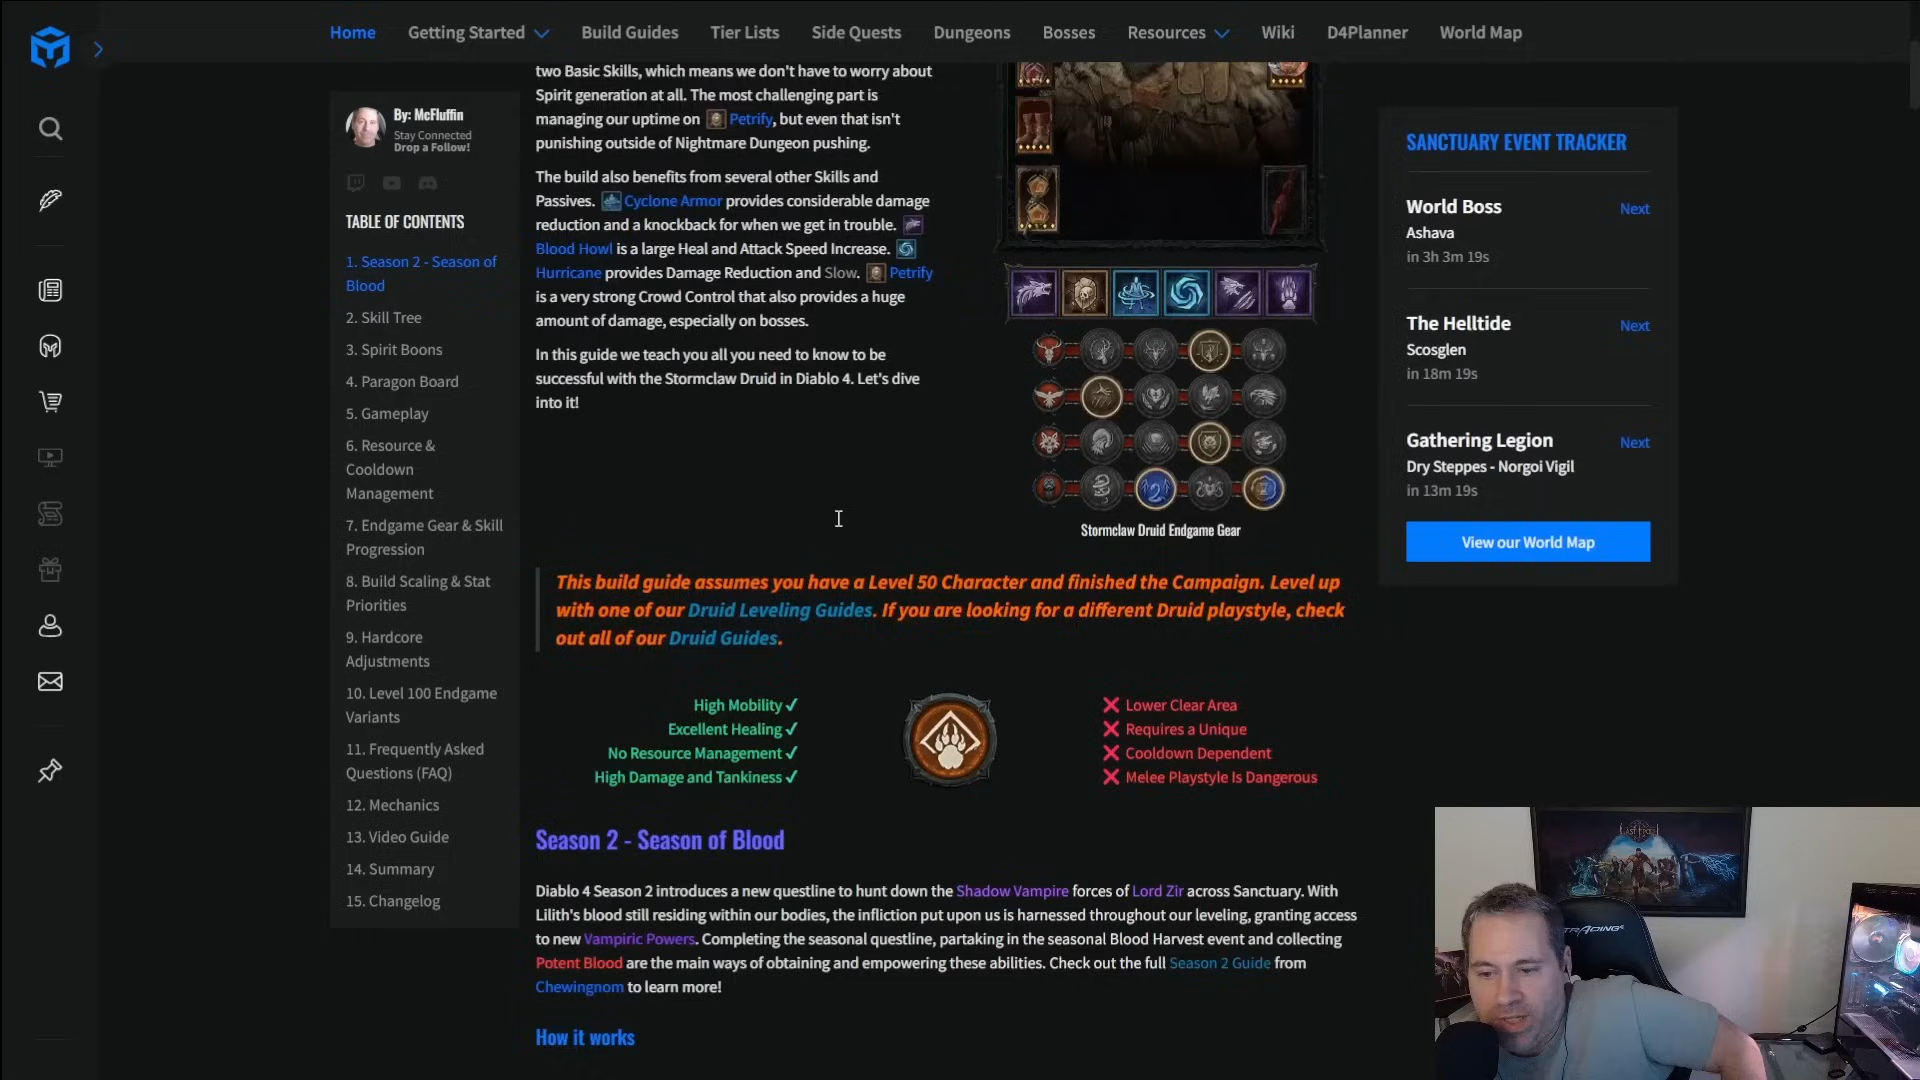 Home
Getting Started
Build Guides
Tier Lists
Side Quests
Dungeons
Bosses
Resources
Wiki
D4Planner
World Map
By: McFluffin
Stay Connected
Drop a Follow!
TABLE OF CONTENTS
1. Season 2 - Season of
Blood
2. Skill Tree
3. Spirit Boons
4. Paragon Board
5. Gameplay
6. Resource &
Cooldown
Management
7. Endgame Gear & Skill
Progression
8. Build Scaling & Stat
Priorities
9. Hardcore
Adjustments
10. Level 100 Endgame
Variants
11. Frequently Asked
Questions (FAQ)
12. Mechanics
13. Video Guide
14. Summary
15. Changelog
two Basic Skills, which means we don't have to worry about
Spirit generation at all. The most challenging part is
managing our uptime on Petrify, but even that isn't
punishing outside of Nightmare Dungeon pushing.
The build also benefits from several other Skills and
Passives. Cyclone Armor provides considerable damage
reduction and a knockback for when we get in trouble.
Blood Howl is a large Heal and Attack Speed Increase.
Hurricane provides Damage Reduction and Slow. Petrify
is a very strong Crowd Control that also provides a huge
amount of damage, especially on bosses.
In this guide we teach you all you need to know to be
successful with the Stormclaw Druid in Diablo 4. Let's dive
into it!
2
Stormclaw Druid Endgame Gear
This build guide assumes you have a Level 50 Character and finished the Campaign. Level up
with one of our Druid Leveling Guides. If you are looking for a different Druid playstyle, check
out all of our Druid Guides.
High Mobility ✓
Excellent Healing ✓
No Resource Management ✓
High Damage and Tankiness ✓
❌ Lower Clear Area
❌ Requires a Unique
❌ Cooldown Dependent
❌ Melee Playstyle Is Dangerous
Season 2 - Season of Blood
Diablo 4 Season 2 introduces a new questline to hunt down the Shadow Vampire forces of Lord Zir across Sanctuary. With
Lilith's blood still residing within our bodies, the infliction put upon us is harnessed throughout our leveling, granting access
to new Vampiric Powers. Completing the seasonal questline, partaking in the seasonal Blood Harvest event and collecting
Potent Blood are the main ways of obtaining and empowering these abilities. Check out the full Season 2 Guide from
Chewingnom to learn more!
How it works
SANCTUARY EVENT TRACKER
World Boss
Next
Ashava
in 3h 3m 19s
The Helltide
Next
Scosglen
in 18m 19s
Gathering Legion
Next
Dry Steppes - Norgoi Vigil
in 13m 19s
View our World Map
LAST EPOCH